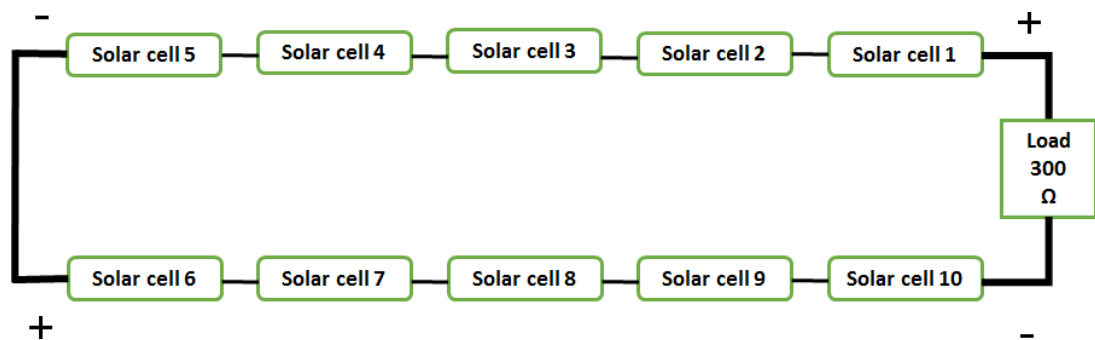 - +
Solar cell 5 Solar cell 4 Solar cell 3 Solar cell 2 Solar cell 1
Load
300
Ω
Solar cell 6 Solar cell 7 Solar cell 8 Solar cell 9 Solar cell 10
+ -